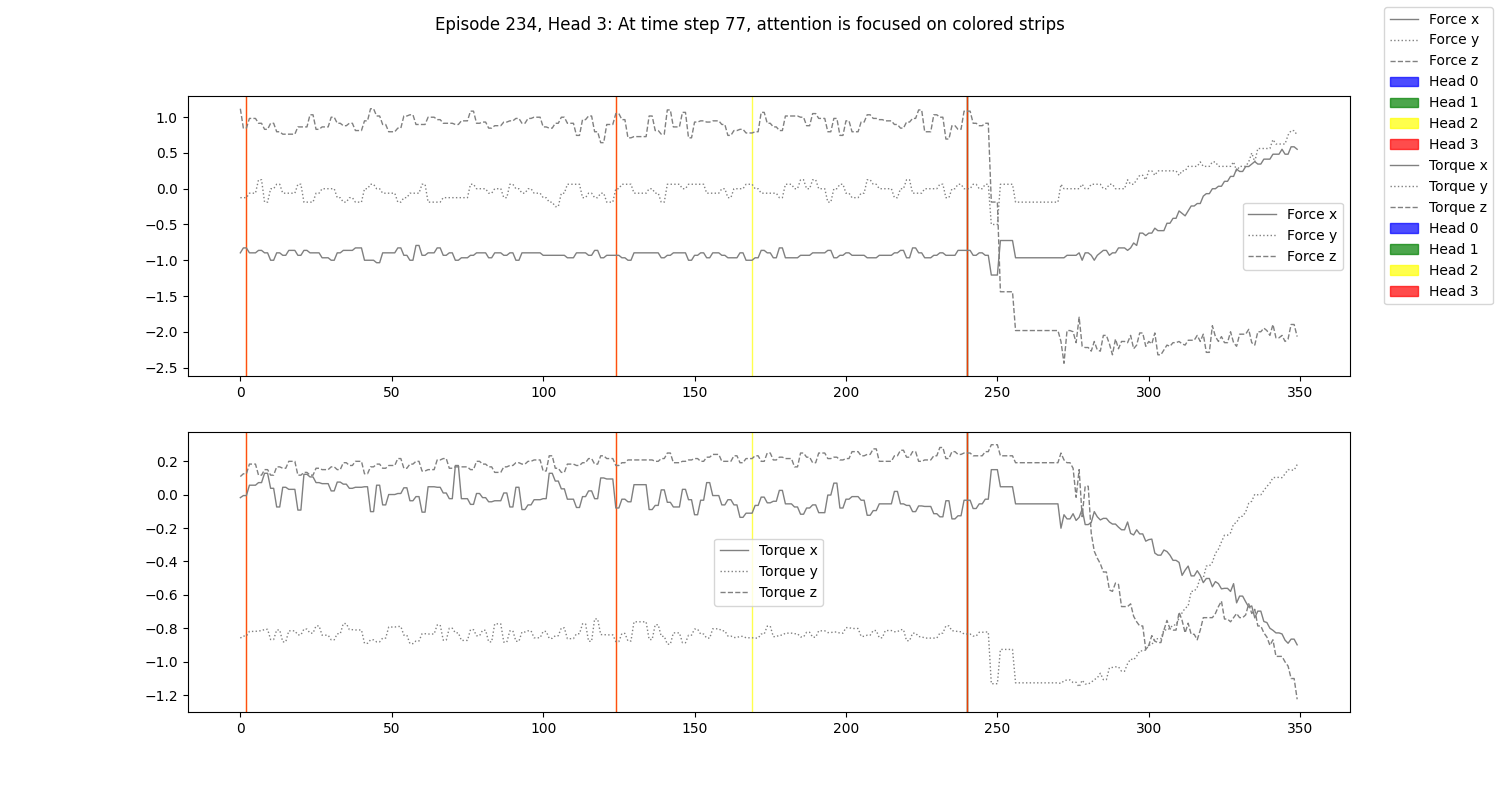 Episode 234, Head 3: At time step 77, attention is focused on colored strips
Force x
Force y
Force z
Head 0
Head 1
Head 2
Head 3
Torque x
Torque y
Torque z
Head 0
Head 1
Head 2
Head 3
1.0
0.5
0.0
−0.5
−1.0
−1.5
−2.0
−2.5
Force x
Force y
Force z
0 50 100 150 200 250 300 350
0.2
0.0
−0.2
−0.4
−0.6
−0.8
−1.0
−1.2
Torque x
Torque y
Torque z
0 50 100 150 200 250 300 350